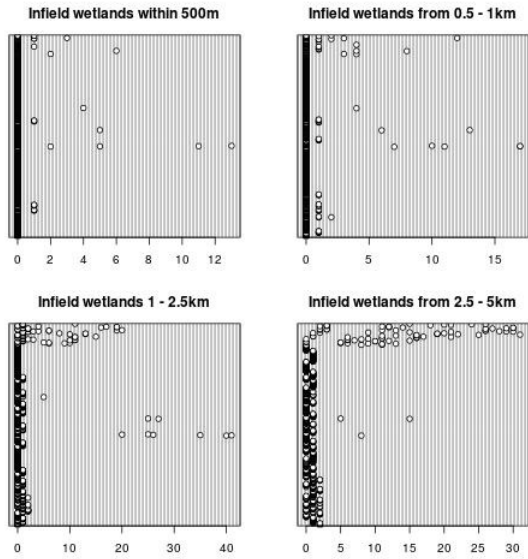 Infield wetlands within 500m
Infield wetlands from 0.5 - 1km
0 2 4 6 8 10 12
0 5 10 15
Infield wetlands 1 - 2.5km
Infield wetlands from 2.5 - 5km
0 10 20 30 40
0 5 10 15 20 25 30